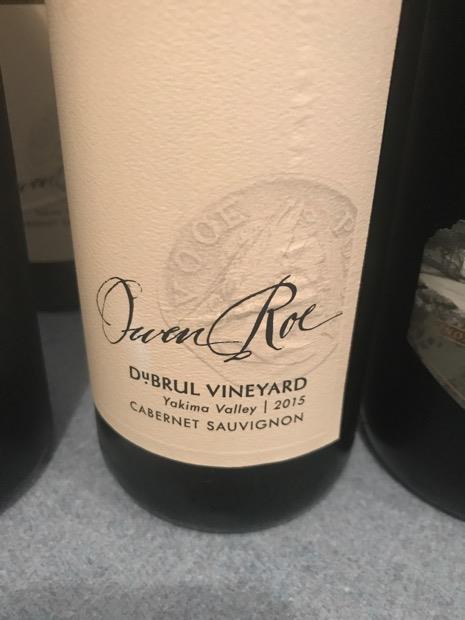 Owen Roe
DuBRUL VINEYARD
Yakima Valley | 2015
CABERNET SAUVIGNON